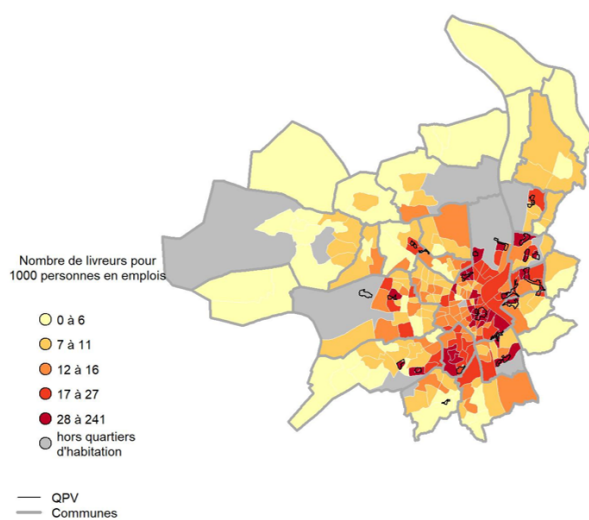 Nombre de livreurs pour
1000 personnes en emplois
0 à 6
7 à 11
12 à 16
17 à 27
28 à 241
hors quartiers
d'habitation
QPV
Communes